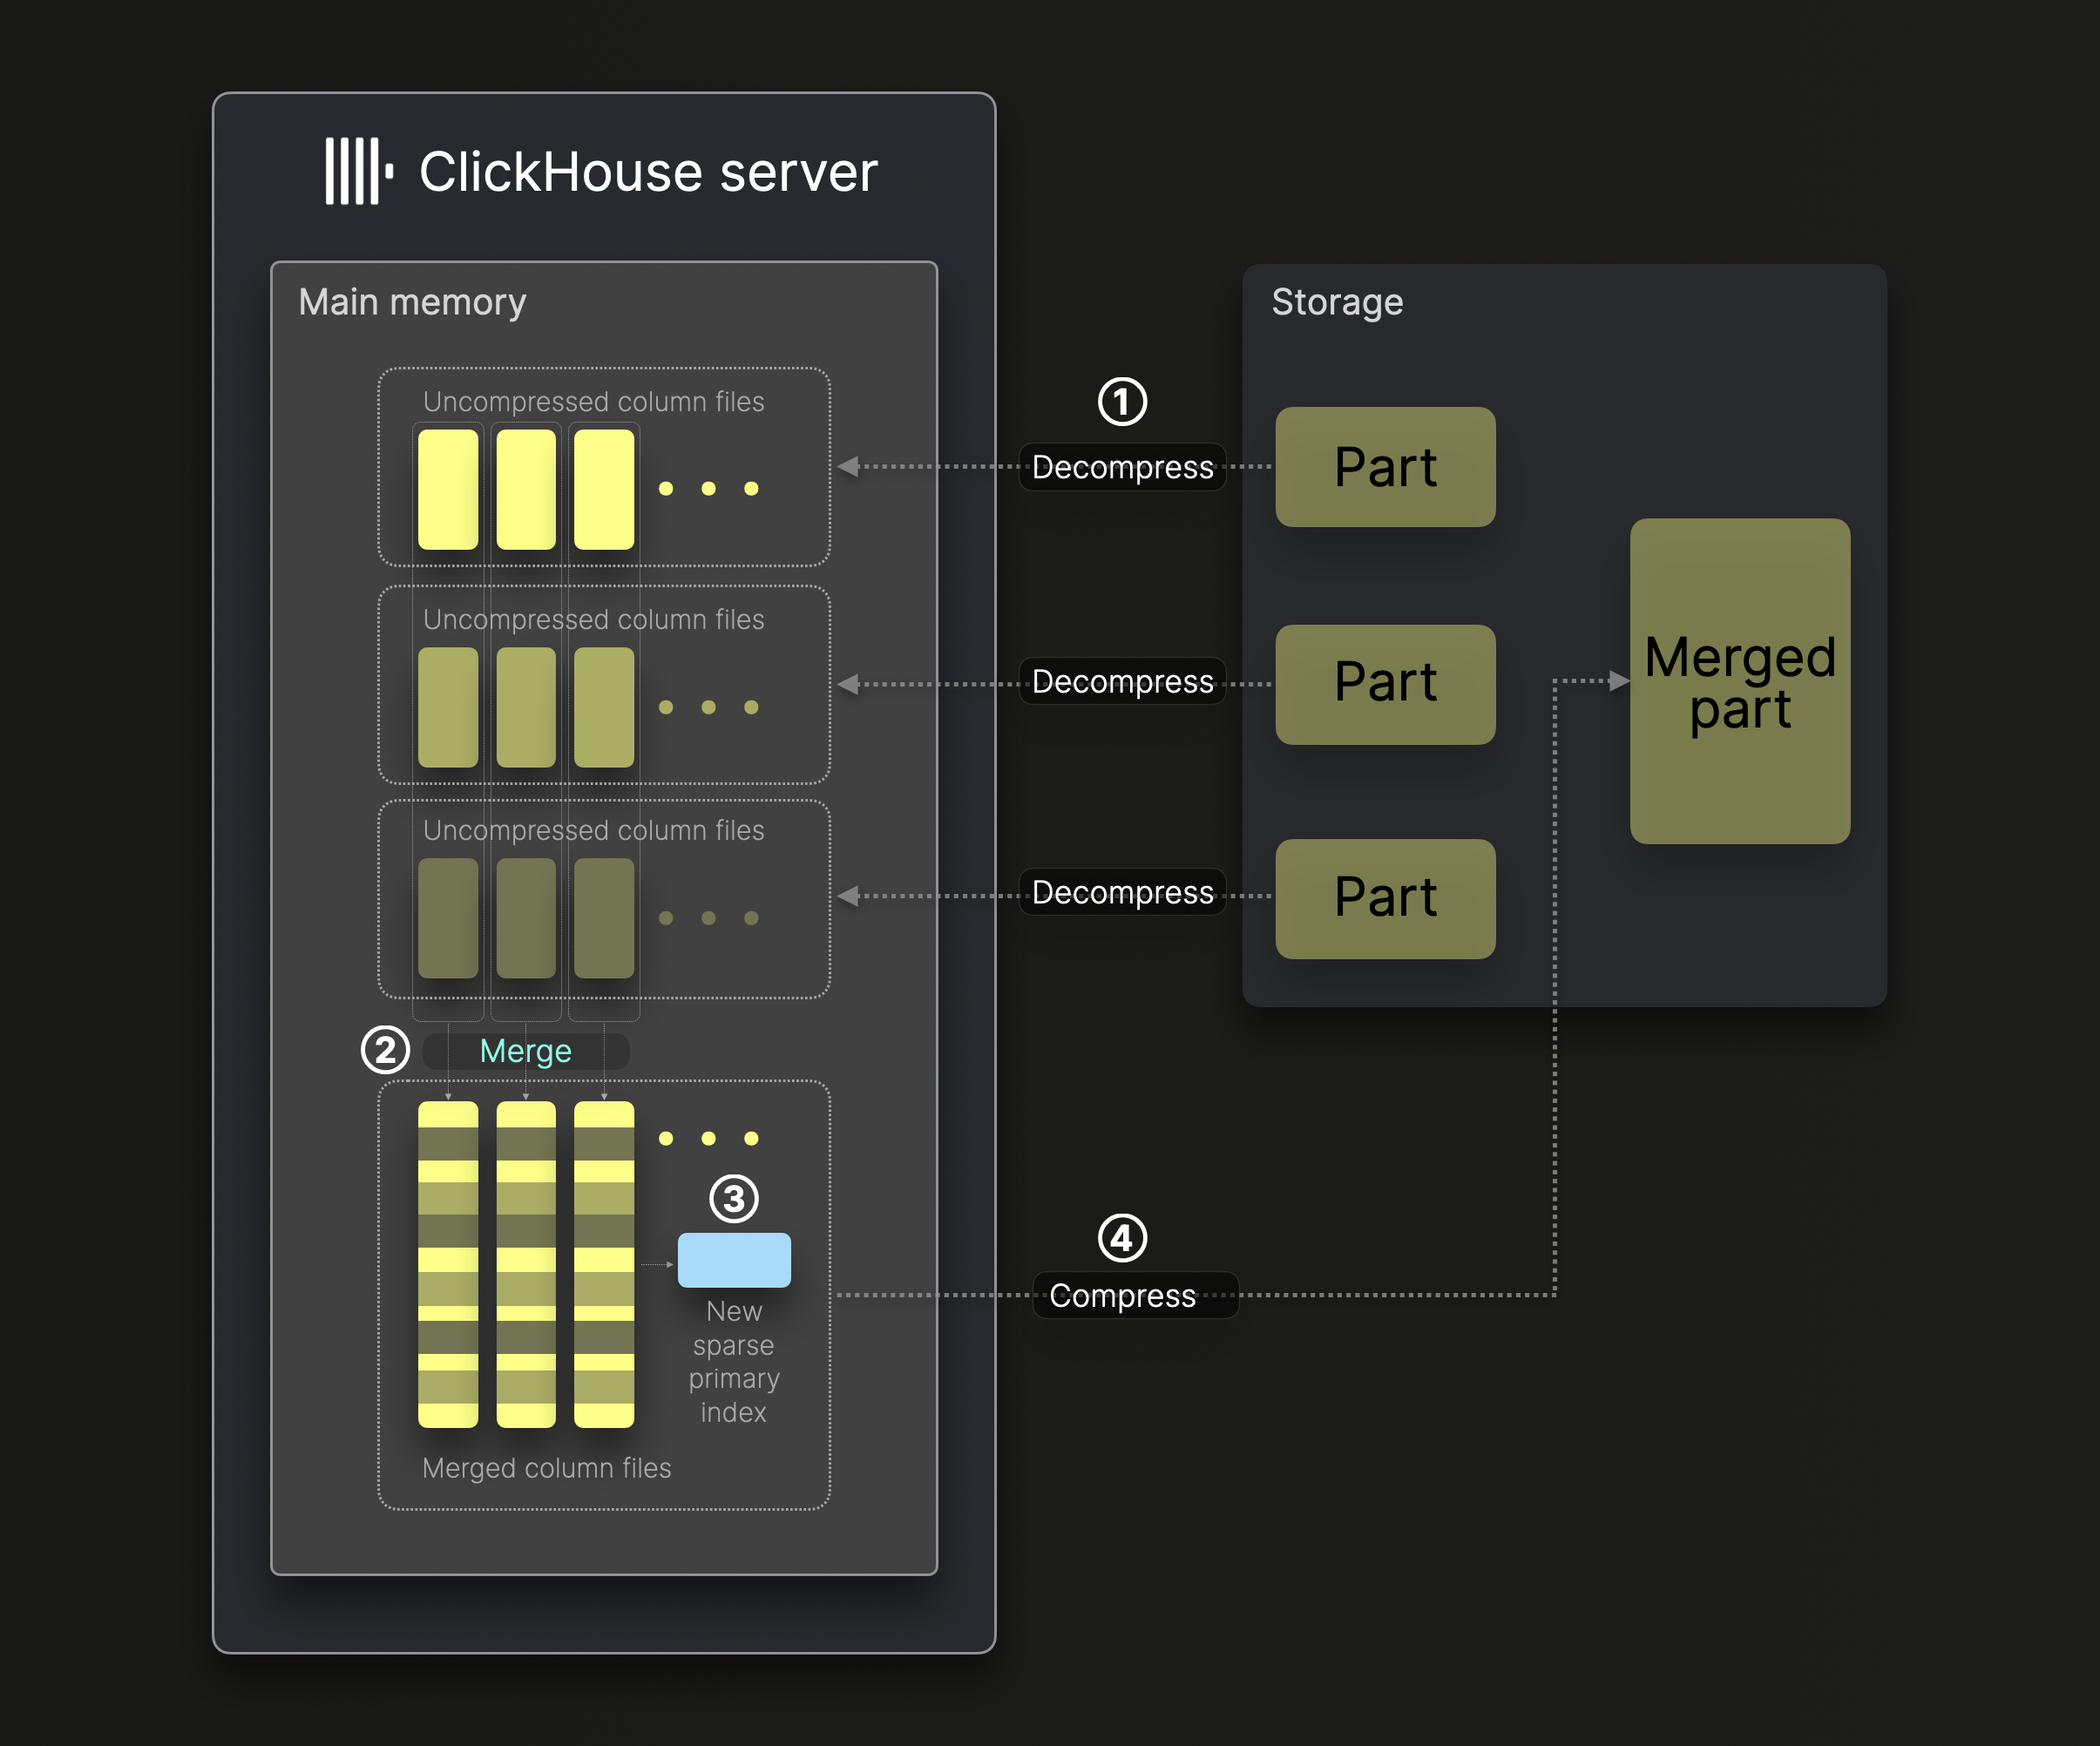 ClickHouse server
Main memory
Uncompressed column files
Uncompressed column files
Uncompressed column files
2 Merge
3
New
sparse
primary
index
Merged column files
1
Decompress
Decompress
Decompress
4
Compress
Storage
Part
Part
Part
Merged
part